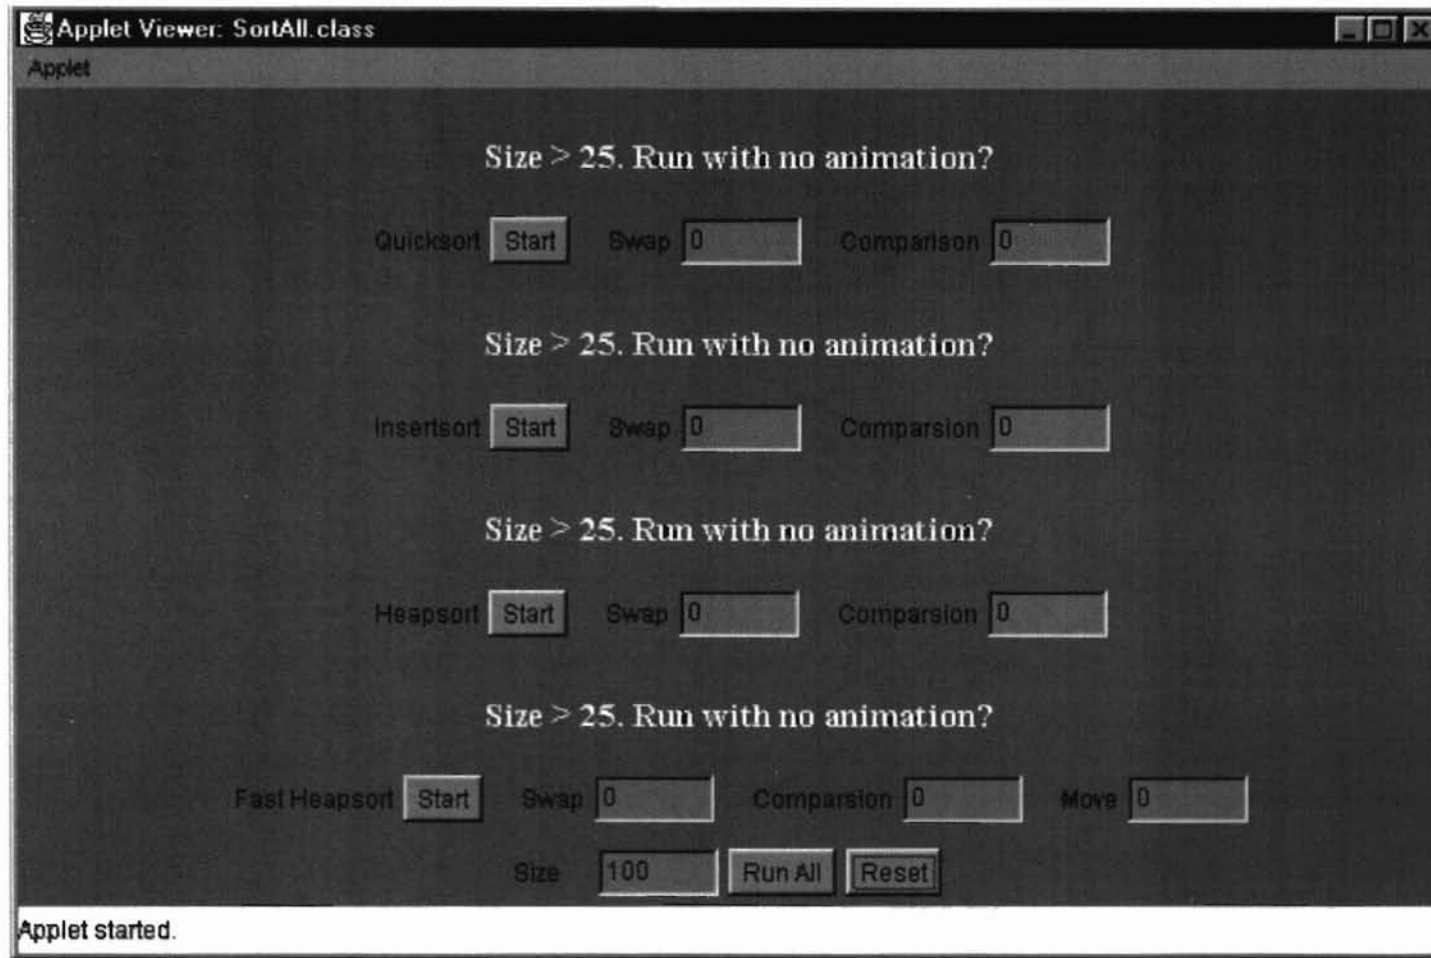 Applet Viewer: SortAll.class
Applet
Size > 25. Run with no animation?
Quicksort Start Swap 0 Comparison 0
Size > 25. Run with no animation?
Insertsort Start Swap 0 Comparsion 0
Size > 25. Run with no animation?
Heapsort Start Swap 0 Comparsion 0
Size > 25. Run with no animation?
Fast Heapsort Start Swap 0 Comparsion 0 Move 0
Size 100 Run All Reset
Applet started.